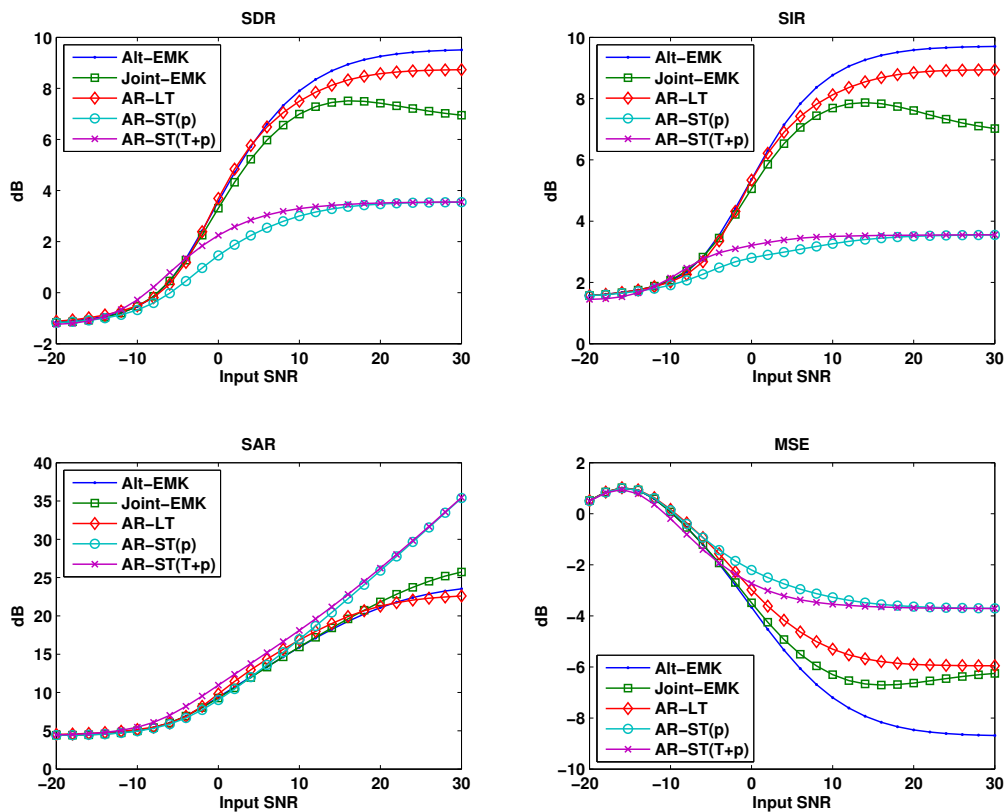 SDR
10
8
6
4
2
0
−2
dB
Alt−EMK
Joint−EMK
AR−LT
AR−ST(p)
AR−ST(T+p)
−20 −10 0 10 20 30
Input SNR
SIR
10
8
6
4
2
0
dB
Alt−EMK
Joint−EMK
AR−LT
AR−ST(p)
AR−ST(T+p)
−20 −10 0 10 20 30
Input SNR
SAR
40
35
30
25
20
15
10
5
0
dB
Alt−EMK
Joint−EMK
AR−LT
AR−ST(p)
AR−ST(T+p)
−20 −10 0 10 20 30
Input SNR
MSE
2
0
−2
−4
−6
−8
−10
dB
Alt−EMK
Joint−EMK
AR−LT
AR−ST(p)
AR−ST(T+p)
−20 −10 0 10 20 30
Input SNR